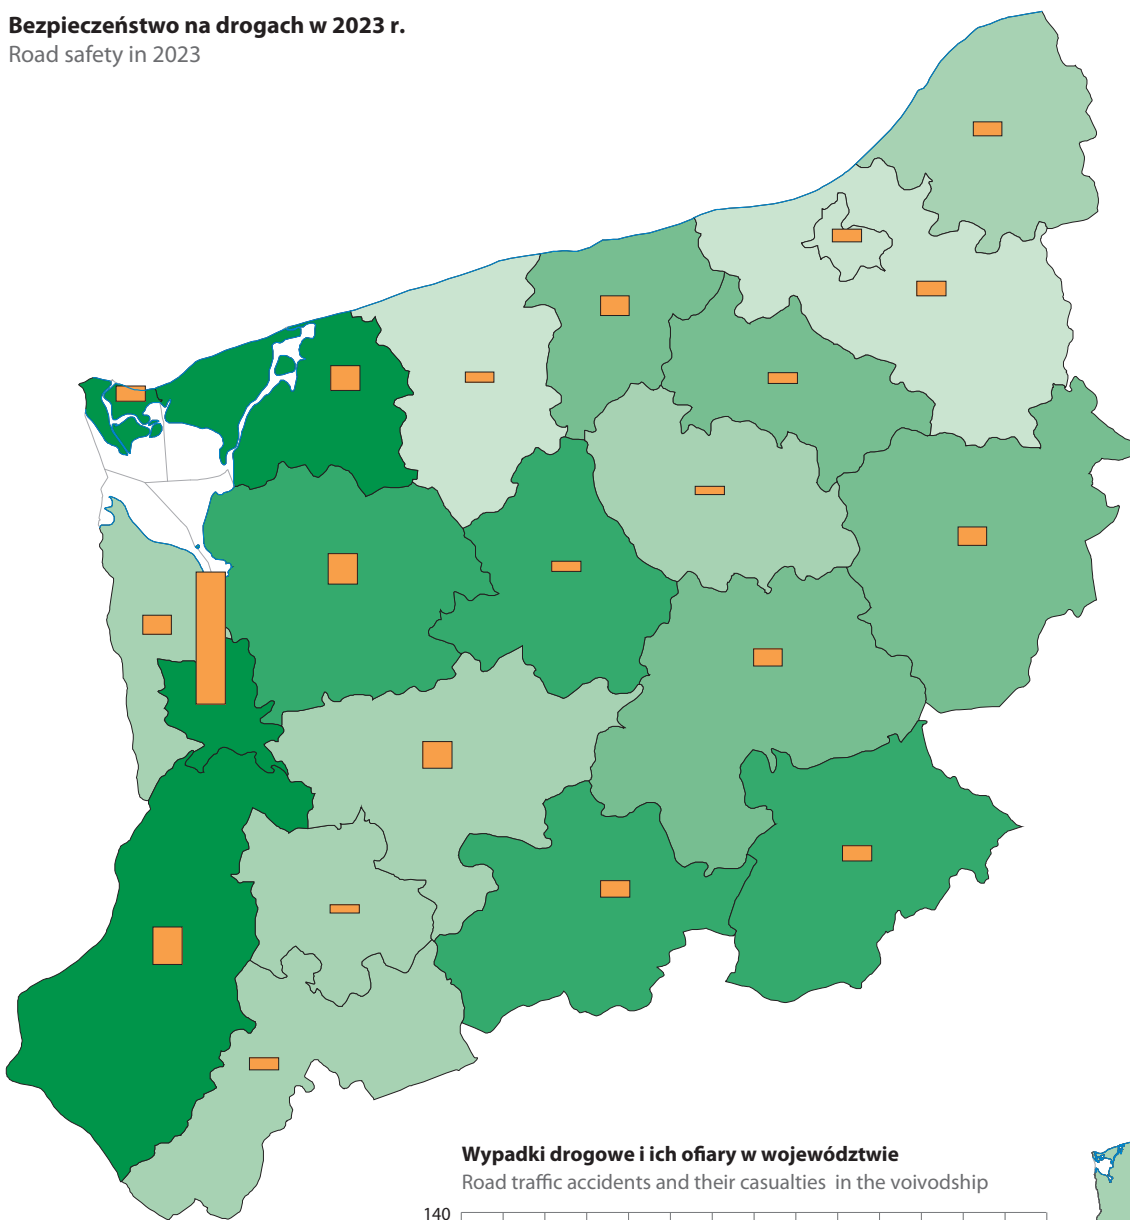 Bezpieczeństwo na drogach w 2023 r.
Road safety in 2023
Wypadki drogowe i ich ofiary w województwie
Road traffic accidents and their casualties in the voivodship
140